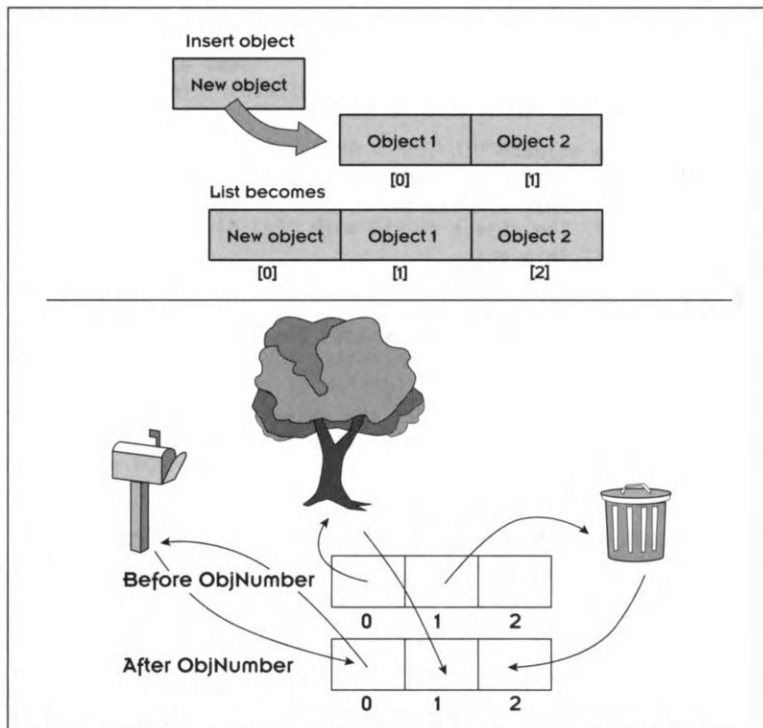 Insert object
New object
Object 1 Object 2
[0] [1]
List becomes
New object Object 1 Object 2
[0] [1] [2]
Before ObjNumber
0 1 2
After ObjNumber
0 1 2